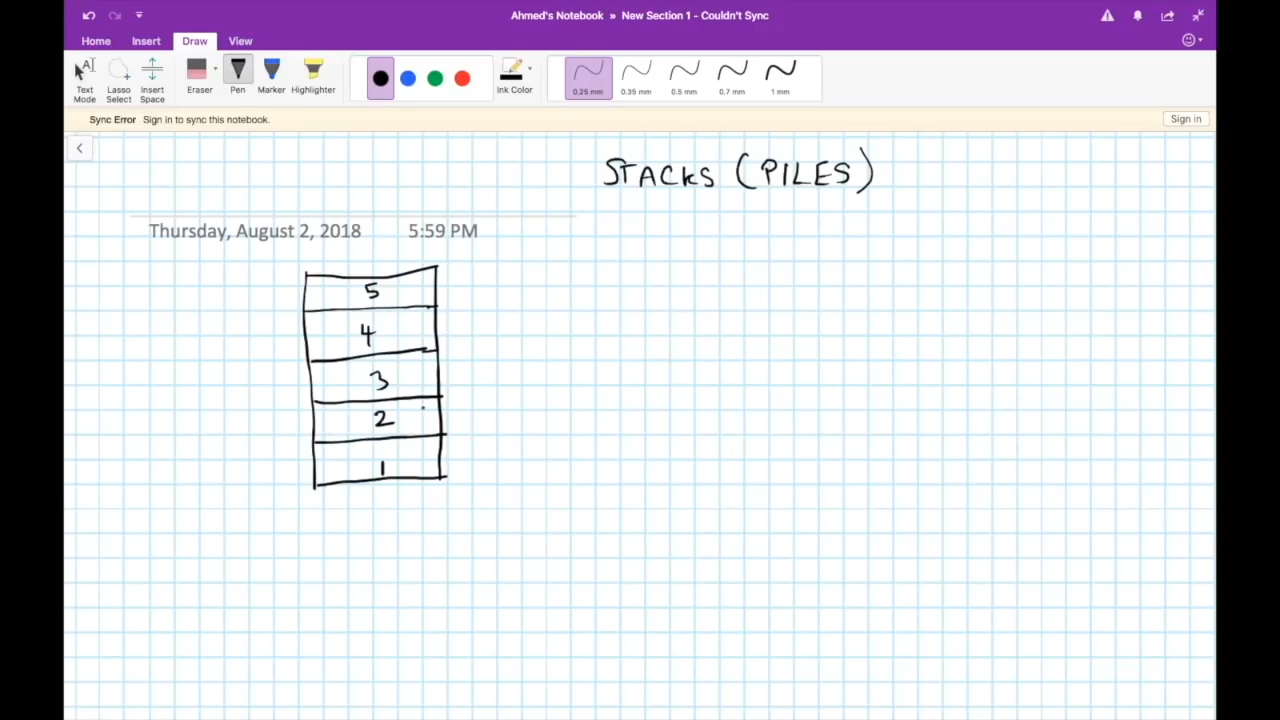 Ahmed's Notebook » New Section 1 - Couldn't Sync
Home Insert Draw View
Text Mode
Lasso Select
Insert Space
Eraser
Pen
Marker
Highlighter
Ink Color
0.25 mm
0.35 mm
0.5 mm
0.7 mm
1 mm
Sync Error Sign in to sync this notebook.
Sign in
STACKS (PILES)
Thursday, August 2, 2018 5:59 PM
5
4
3
2
1